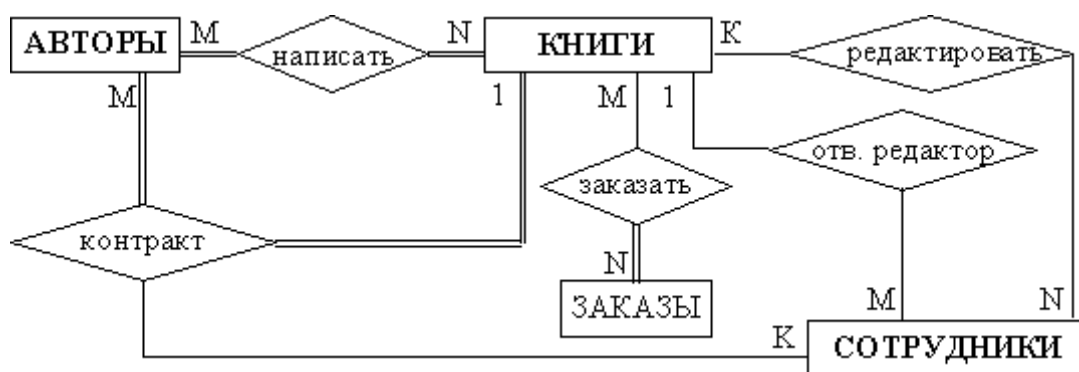 АВТОРЫ M написать N КНИГИ К редактировать
M 1 M 1
отв. редактор
заказать
контракт
N
ЗАКАЗЫ M N
К СОТРУДНИКИ